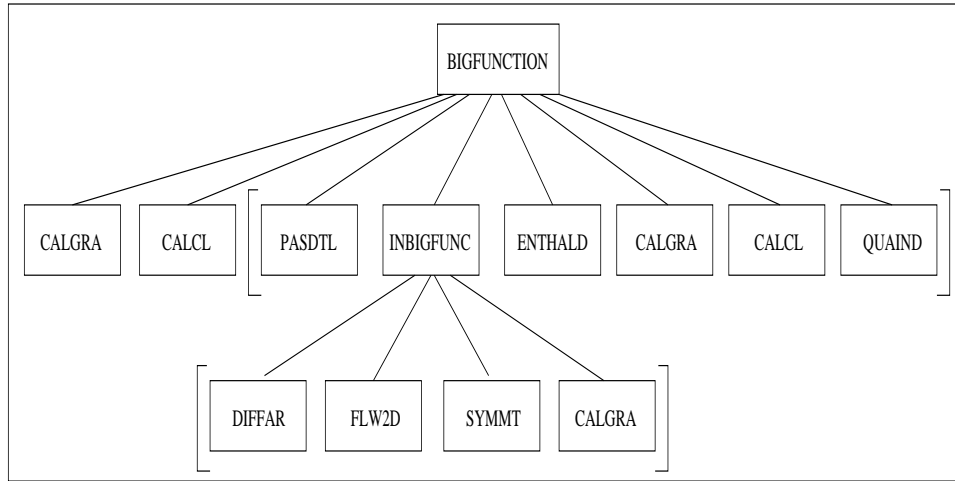 BIGFUNCTION
CALGRA CALCL PASDTL INBIGFUNC ENTHALD CALGRA CALCL QUAIND
DIFFAR FLW2D SYMMT CALGRA